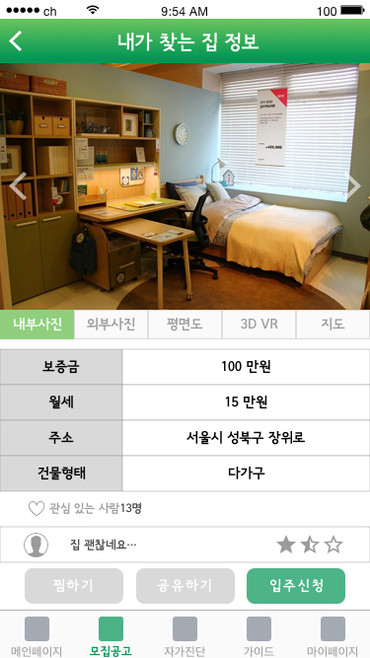 ch 9:54 AM 100
내가 찾는 집 정보
내부사진 외부사진 평면도 3D VR 지도
보증금 100 만원
월세 15 만원
주소 서울시 성북구 장위로
건물형태 다가구
관심 있는 사람13명
집 괜찮네요…
찜하기 공유하기 입주신청
메인페이지 모집공고 자가진단 가이드 마이페이지